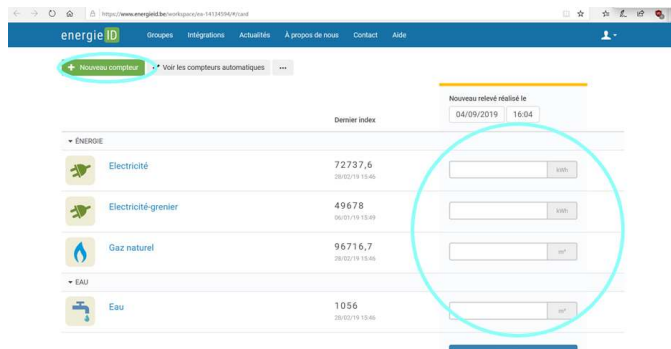 https://www.energieid.be/workspace/ea-14134594/#/card
energie ID Groupes Intégrations Actualités À propos de nous Contact Aide
+ Nouveau compteur Voir les compteurs automatiques ...
Nouveau relevé réalisé le
Dernier index 04/09/2019 16:04
ÉNERGIE
Electricité 72737,6 kWh
28/02/19 15:46
Electricité-grenier 49678 kWh
06/01/19 15:49
Gaz naturel 96716,7 m³
28/02/19 15:46
EAU
Eau 1056 m³
28/02/19 15:46